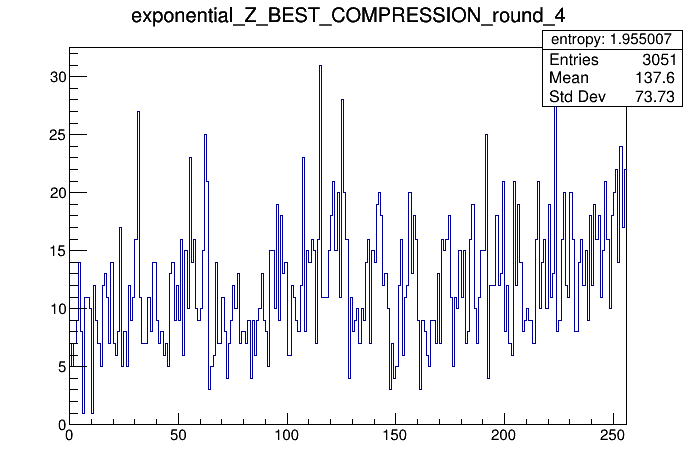 exponential_Z_BEST_COMPRESSION_round_4
entropy: 1.955007
Entries 3051
Mean 137.6
Std Dev 73.73
30
25
20
15
10
5
0
0 50 100 150 200 250